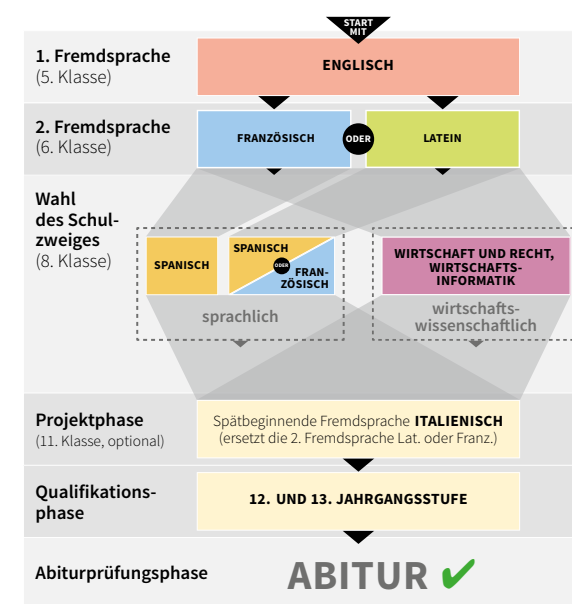 START
MIT
1. Fremdsprache
(5. Klasse)
ENGLISCH
2. Fremdsprache
(6. Klasse)
FRANZÖSISCH
ODER
LATEIN
Wahl
des Schul-
zweiges
(8. Klasse)
SPANISCH
SPANISCH
ODER
FRAN-
ZÖSISCH
sprachlich
WIRTSCHAFT UND RECHT,
WIRTSCHAFTS-
INFORMATIK
wirtschafts-
wissenschaftlich
Projektphase
(11. Klasse, optional)
Spätbeginnende Fremdsprache ITALIENISCH
(ersetzt die 2. Fremdsprache Lat. oder Franz.)
Qualifikations-
phase
12. UND 13. JAHRGANGSSTUFE
Abiturprüfungsphase
ABITUR ✔